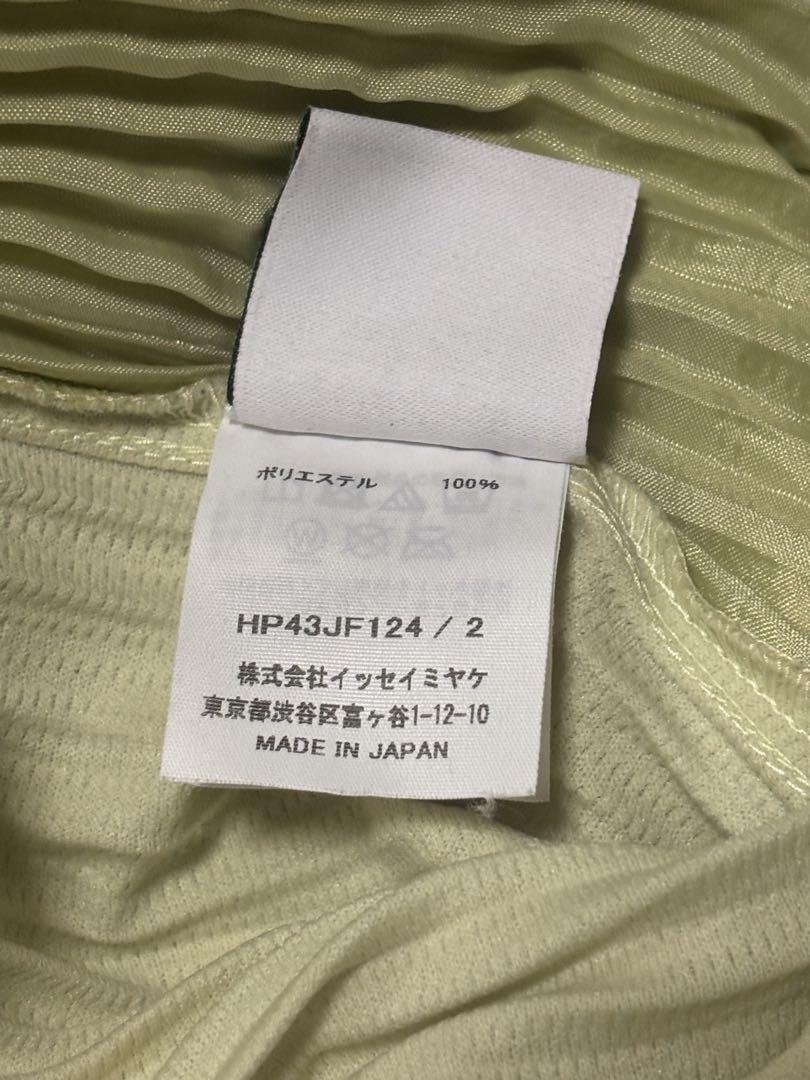 ポリエステル 100%
HP43JF124 / 2
株式会社イッセイミヤケ
東京都渋谷区富ヶ谷1-12-10
MADE IN JAPAN